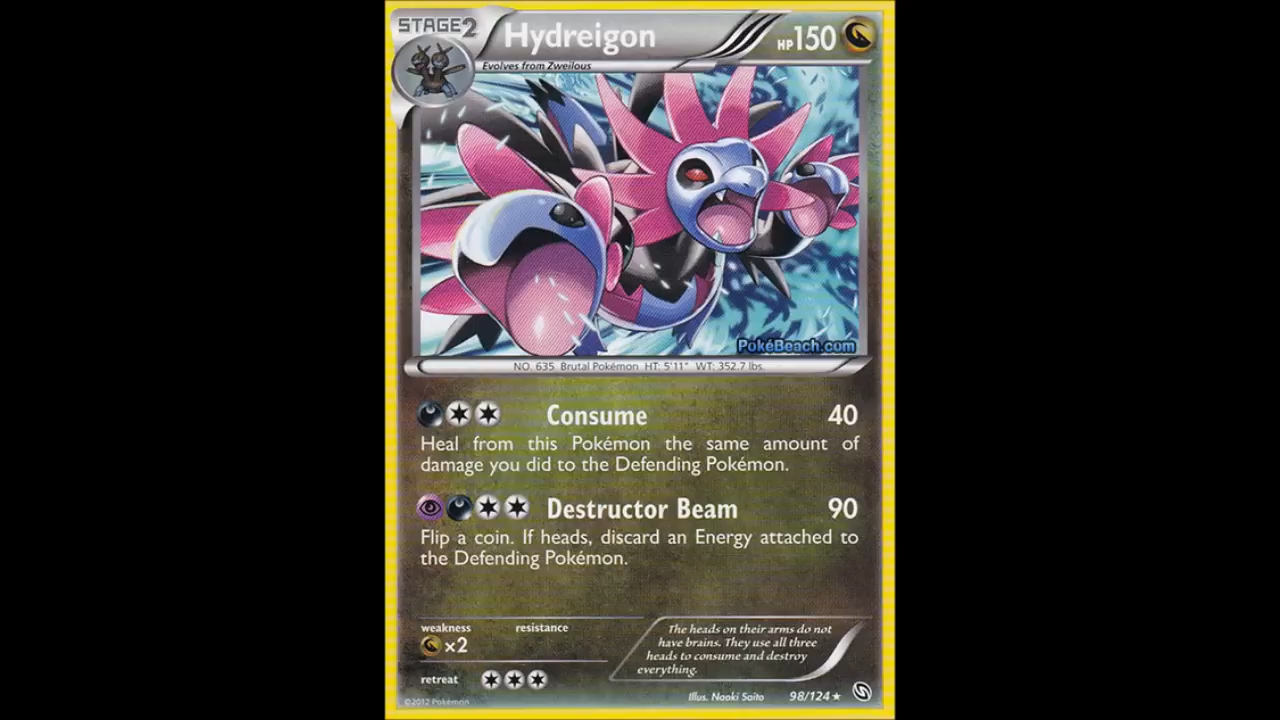 STAGE2
Hydreigon
HP150
Evolves from Zweilous
PokéBeach.com
NO. 635 Brutal Pokémon HT: 5'11" WT: 352.7 lbs.
Consume 40
Heal from this Pokémon the same amount of
damage you did to the Defending Pokémon.
Destructor Beam 90
Flip a coin. If heads, discard an Energy attached to
the Defending Pokémon.
weakness resistance
×2
The heads on their arms do not
have brains. They use all three
heads to consume and destroy
everything.
retreat
Illus. Naoki Saito 98/124★
©2012 Pokémon